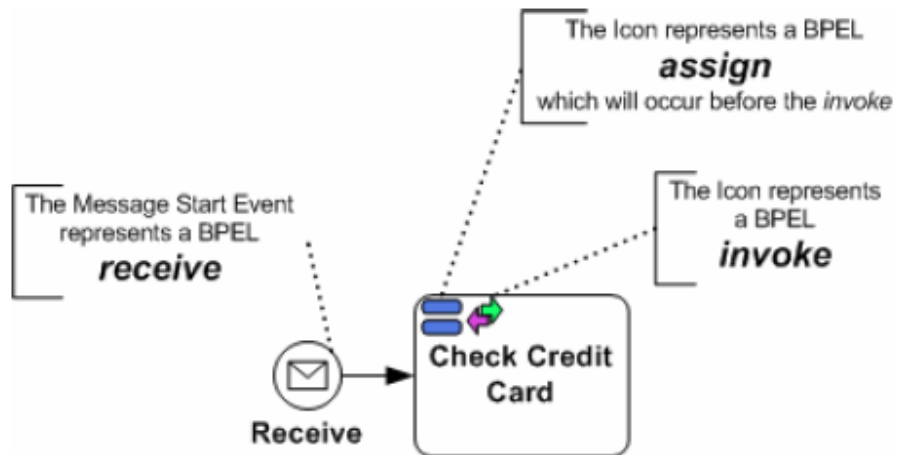 The Icon represents a BPEL
assign
which will occur before the invoke
The Message Start Event
represents a BPEL
receive
The Icon represents
a BPEL
invoke
Check Credit
Card
Receive